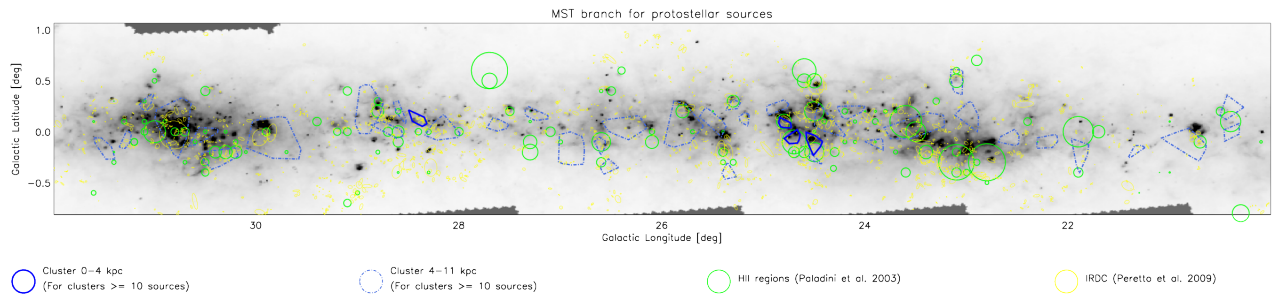 MST branch for protostellar sources
1.0
0.5
0.0
−0.5
Galactic Latitude [deg]
30
28
26
24
22
Galactic Longitude [deg]
Cluster 0−4 kpc
(For clusters >= 10 sources)
Cluster 4−11 kpc
(For clusters >= 10 sources)
HII regions (Paladini et al. 2003)
IRDC (Peretto et al. 2009)